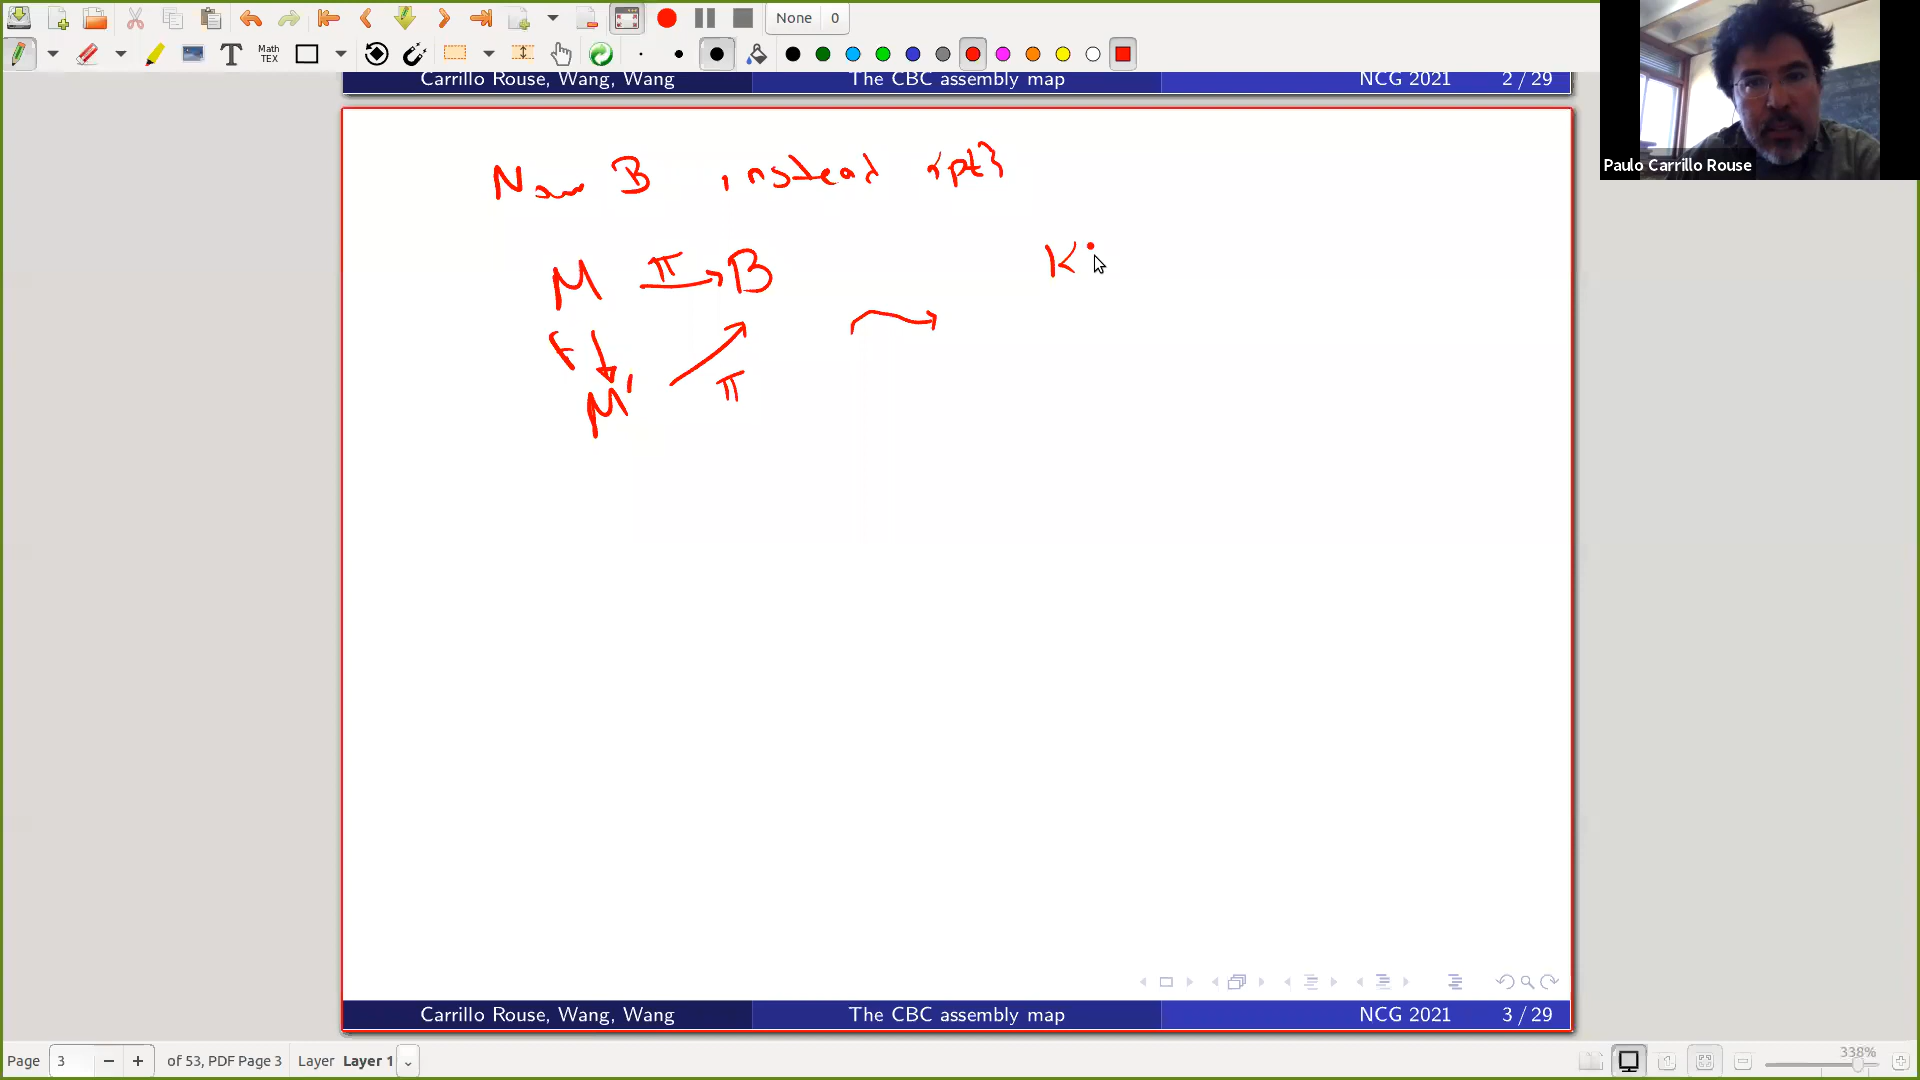 None 0
MATH TEX
Carrillo Rouse, Wang, Wang The CBC assembly map NCG 2021 2 / 29
Paulo Carrillo Rouse
Now B instead {pt}
M π→ B K
F
M' π
Carrillo Rouse, Wang, Wang The CBC assembly map NCG 2021 3 / 29
Page 3 of 53, PDF Page 3 Layer Layer 1 338%